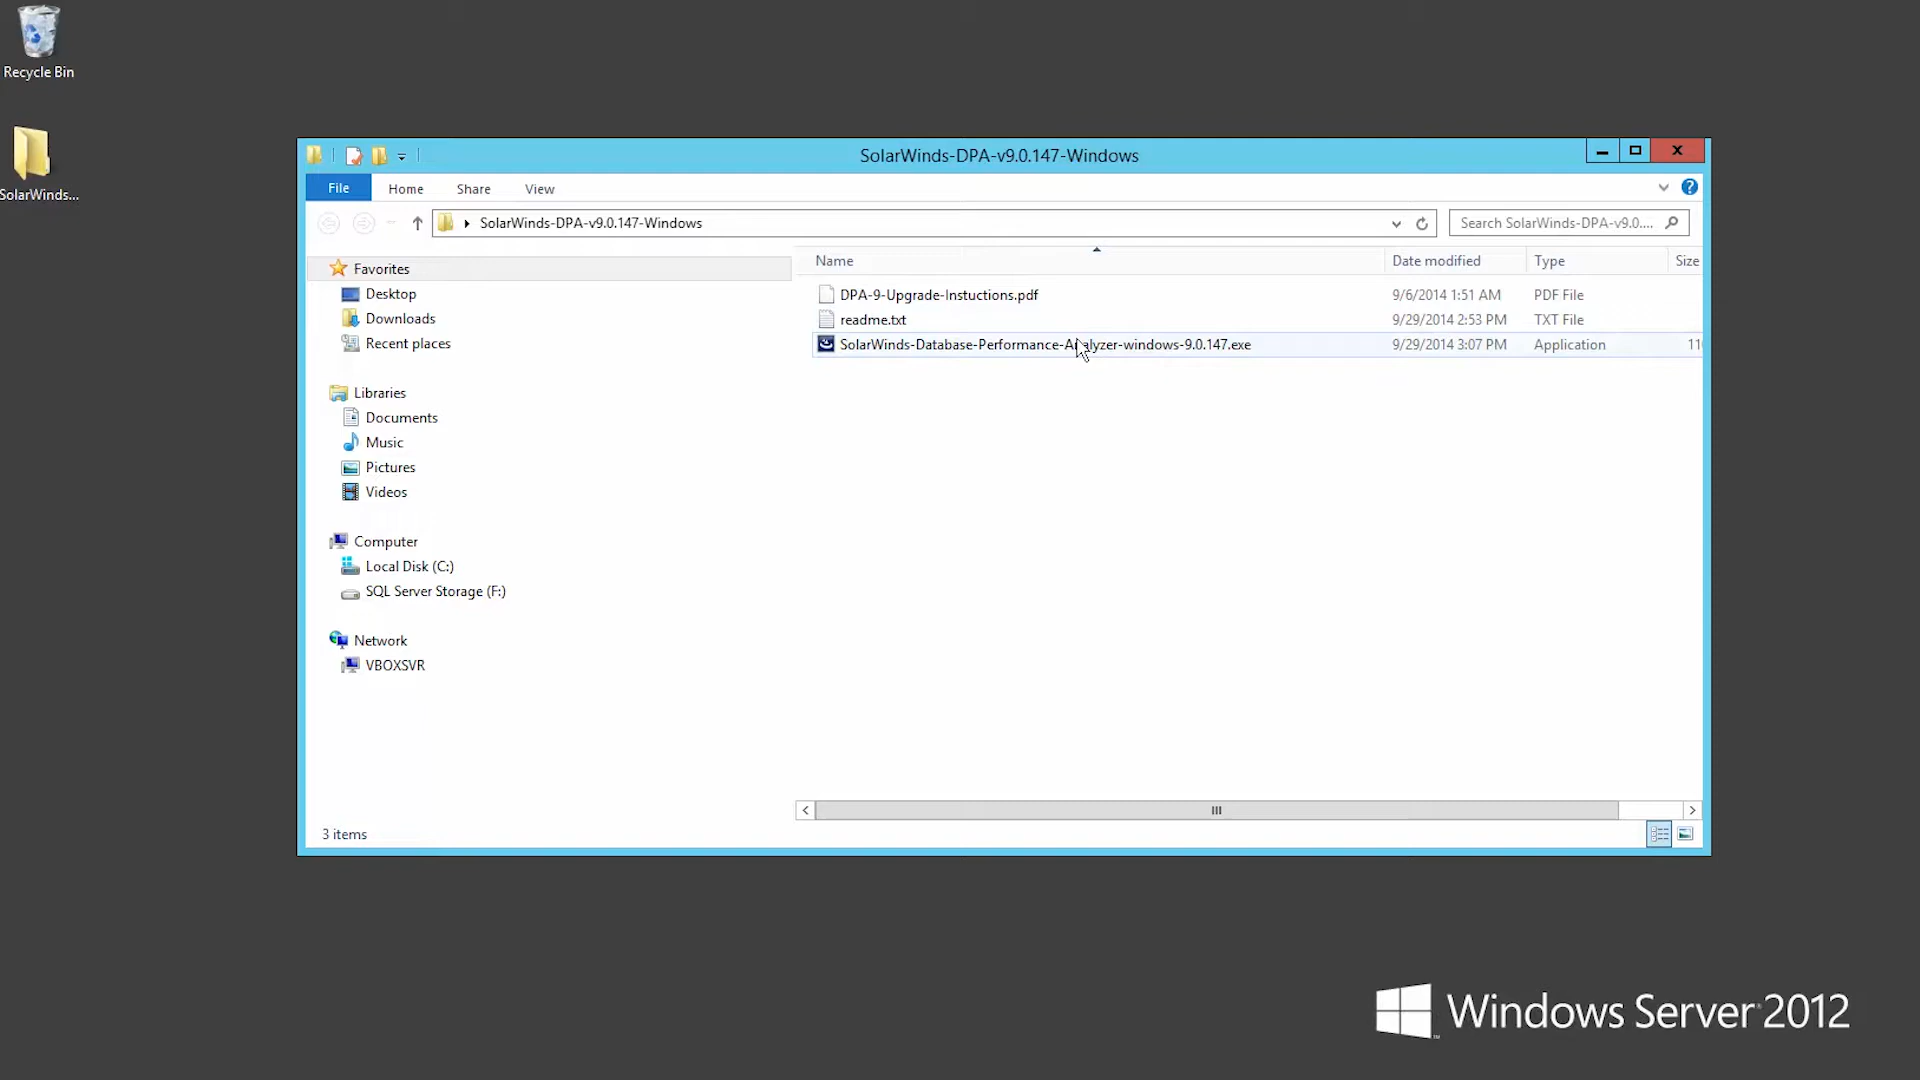 Recycle Bin
SolarWinds...
SolarWinds-DPA-v9.0.147-Windows
File Home Share View
SolarWinds-DPA-v9.0.147-Windows
Search SolarWinds-DPA-v9.0....
Name Date modified Type Size
DPA-9-Upgrade-Instuctions.pdf 9/6/2014 1:51 AM PDF File
readme.txt 9/29/2014 2:53 PM TXT File
SolarWinds-Database-Performance-Analyzer-windows-9.0.147.exe 9/29/2014 3:07 PM Application
Favorites
Desktop
Downloads
Recent places
Libraries
Documents
Music
Pictures
Videos
Computer
Local Disk (C:)
SQL Server Storage (F:)
Network
VBOXSVR
3 items
Windows Server 2012